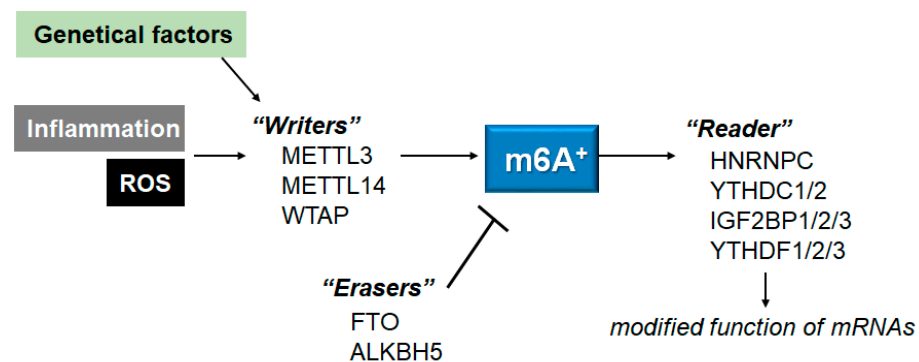 Genetical factors
Inflammation
ROS
“Writers”
METTL3
METTL14
WTAP
m6A+
“Reader”
HNRNPC
YTHDC1/2
IGF2BP1/2/3
YTHDF1/2/3
“Erasers”
FTO
ALKBH5
modified function of mRNAs